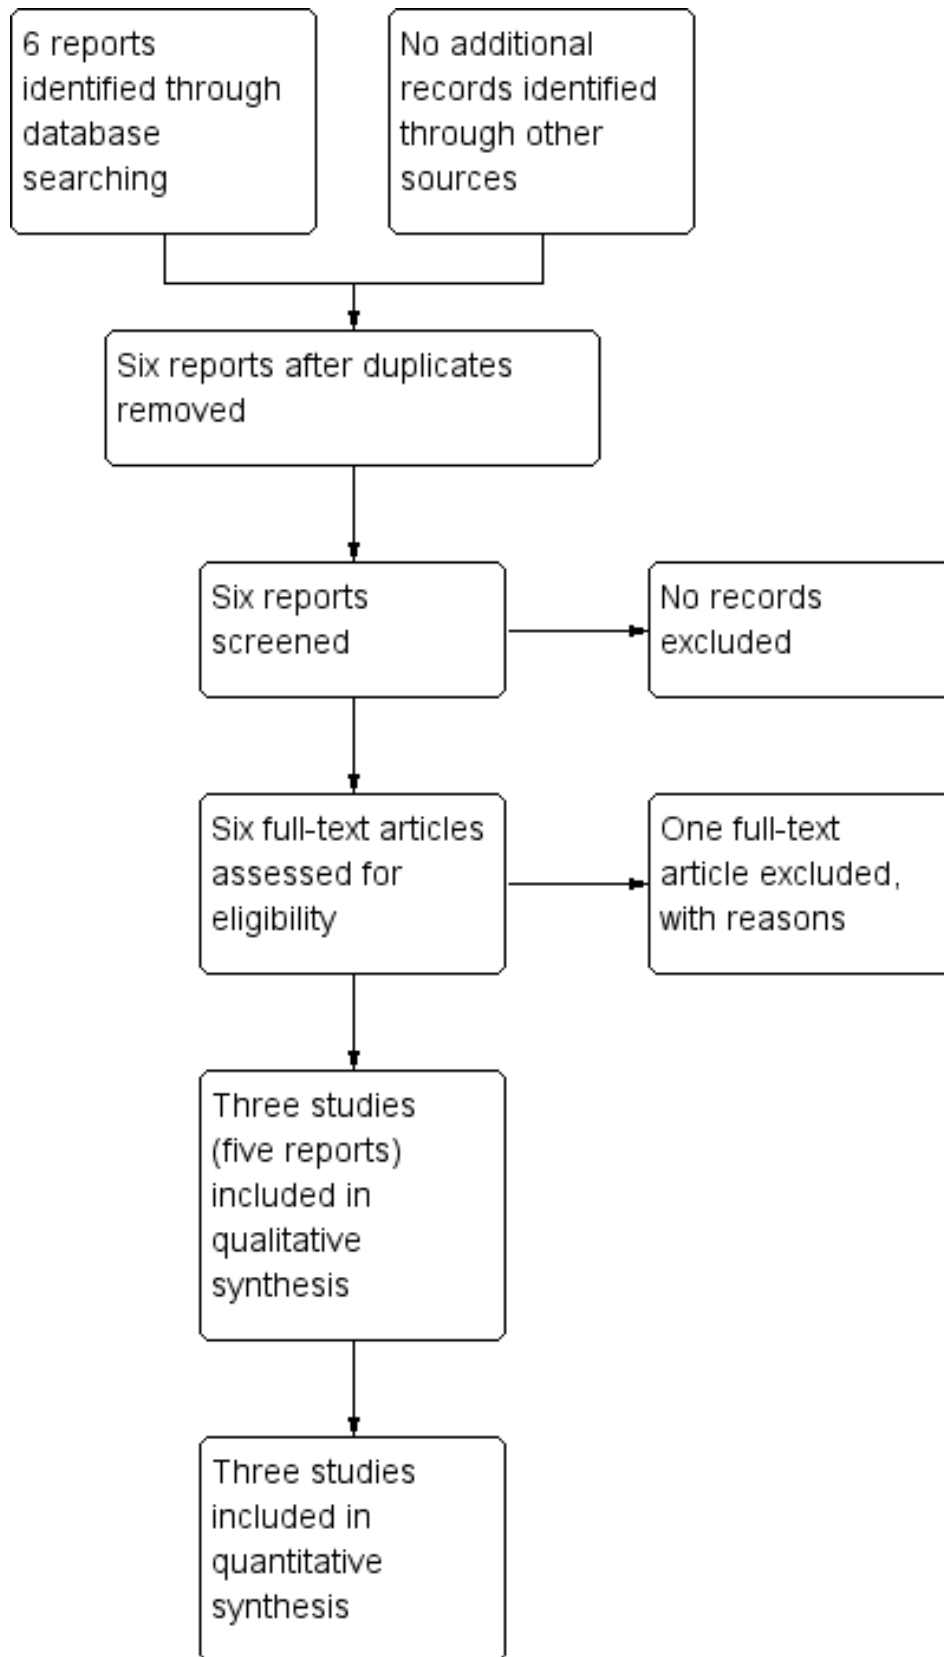 6 reports
identified through
database
searching
No additional
records identified
through other
sources
Six reports after duplicates
removed
Six reports
screened
No records
excluded
Six full-text articles
assessed for
eligibility
One full-text
article excluded,
with reasons
Three studies
(five reports)
included in
qualitative
synthesis
Three studies
included in
quantitative
synthesis